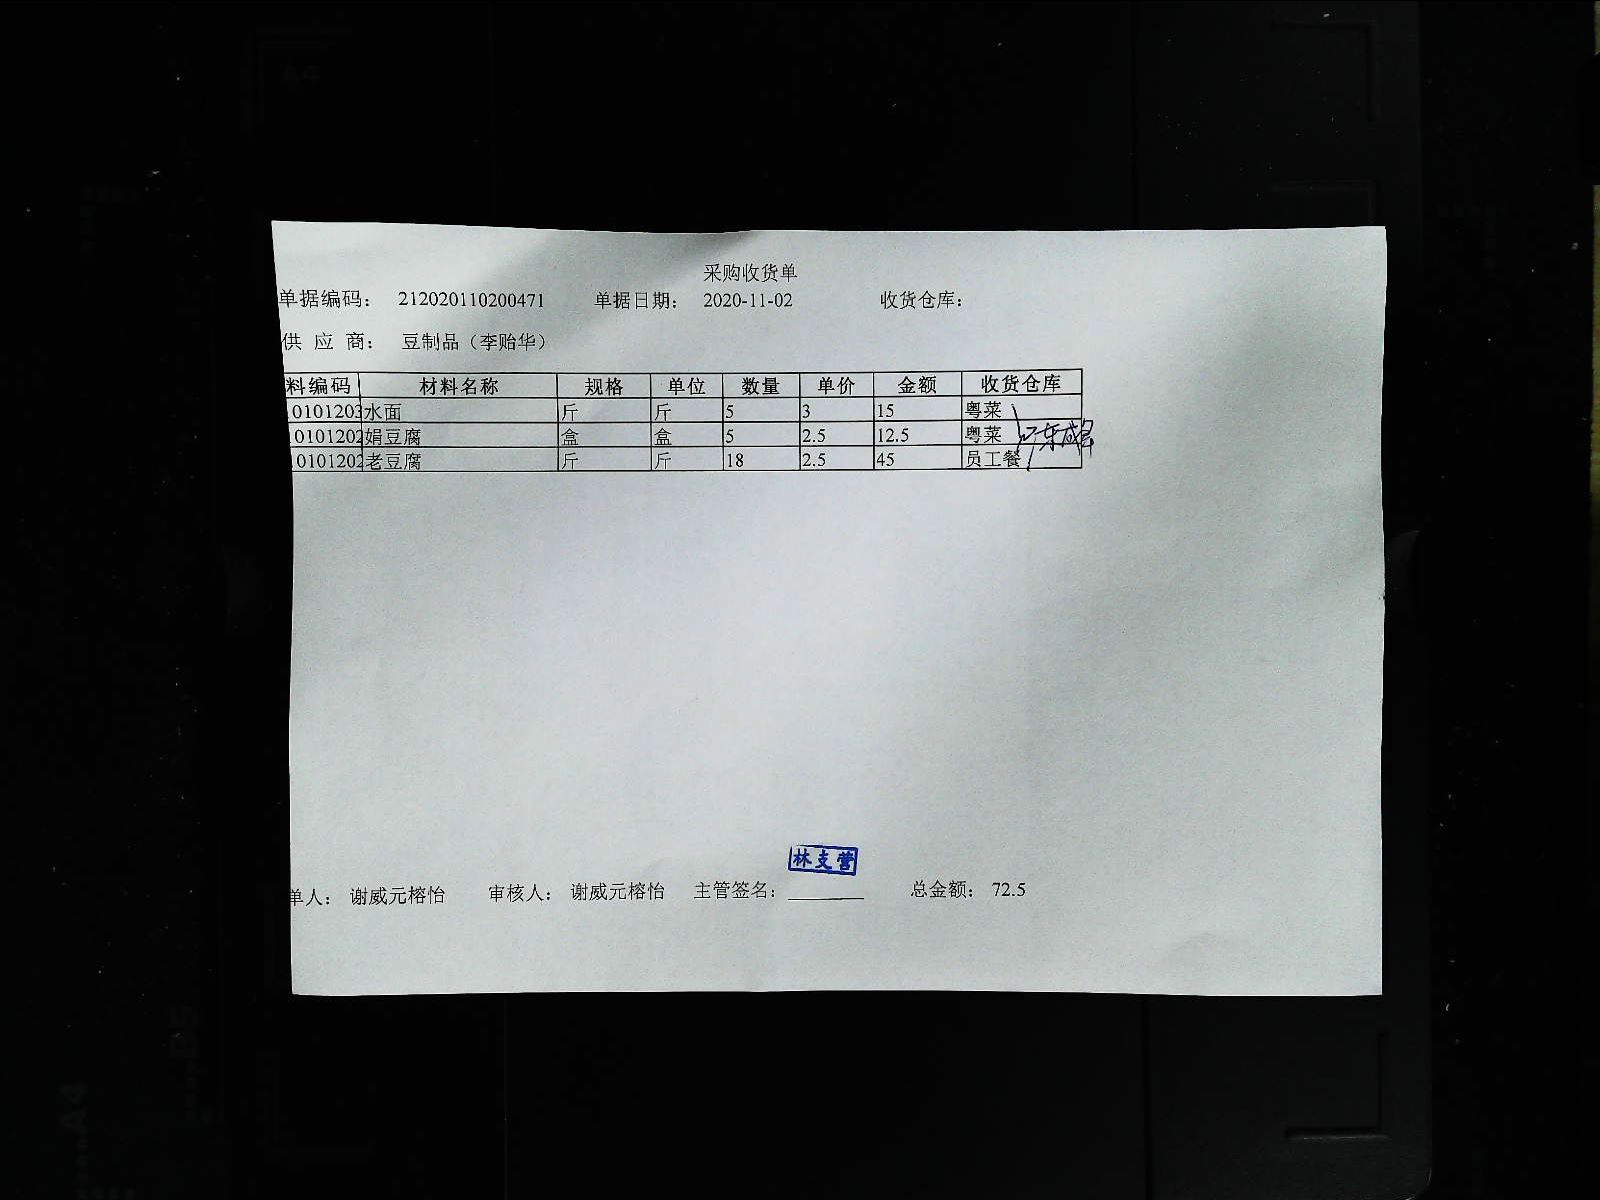 采购收货单
单据编码： 212020110200471 单据日期： 2020-11-02 收货仓库：
供 应 商： 豆制品（李贻华）
料编码 材料名称 规格 单位 数量 单价 金额 收货仓库
0101203 水面 斤 斤 5 3 15 粤菜
0101202 娟豆腐 盒 盒 5 2.5 12.5 粤菜
0101202 老豆腐 斤 斤 18 2.5 45 员工餐
林支营
单人： 谢威元榕怡 审核人： 谢威元榕怡 主管签名： 总金额： 72.5